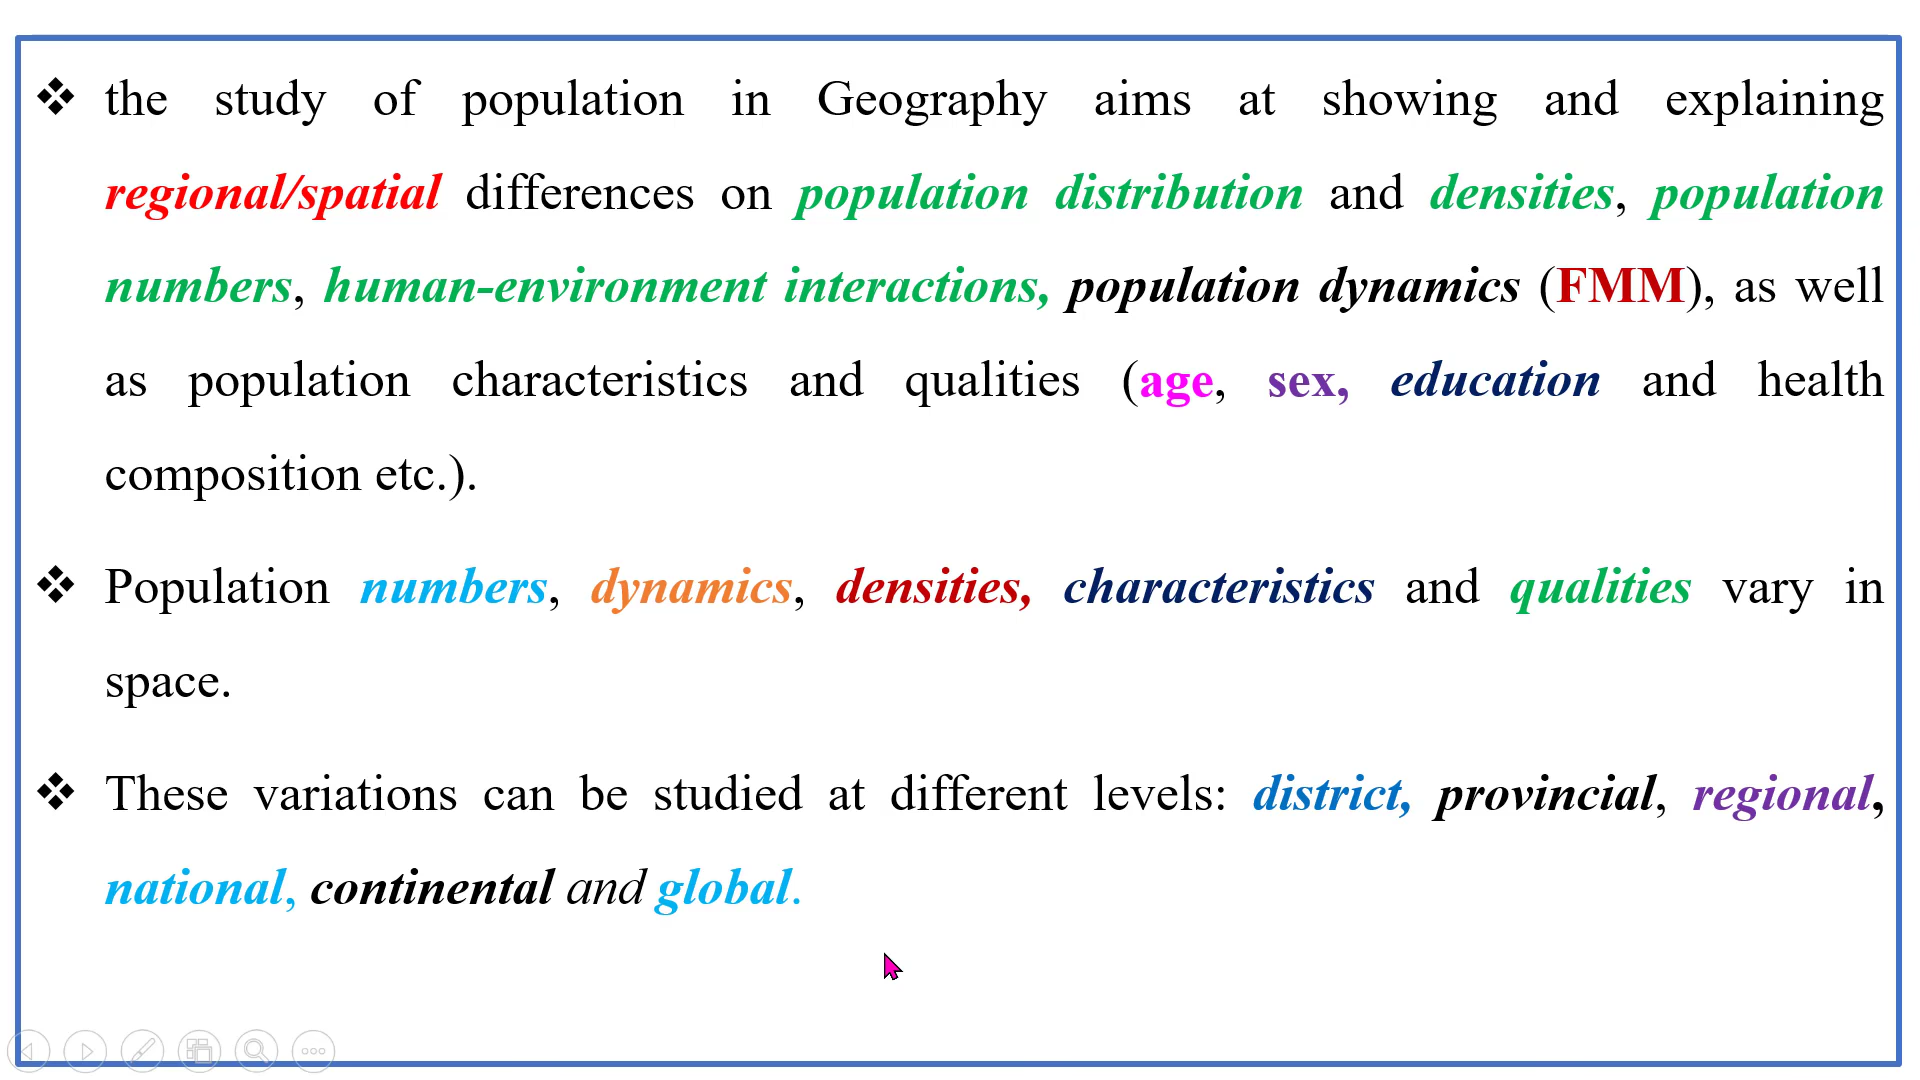 ❖ the study of population in Geography aims at showing and explaining
regional/spatial differences on population distribution and densities, population
numbers, human-environment interactions, population dynamics (FMM), as well
as population characteristics and qualities (age, sex, education and health
composition etc.).
❖ Population numbers, dynamics, densities, characteristics and qualities vary in
space.
❖ These variations can be studied at different levels: district, provincial, regional,
national, continental and global.